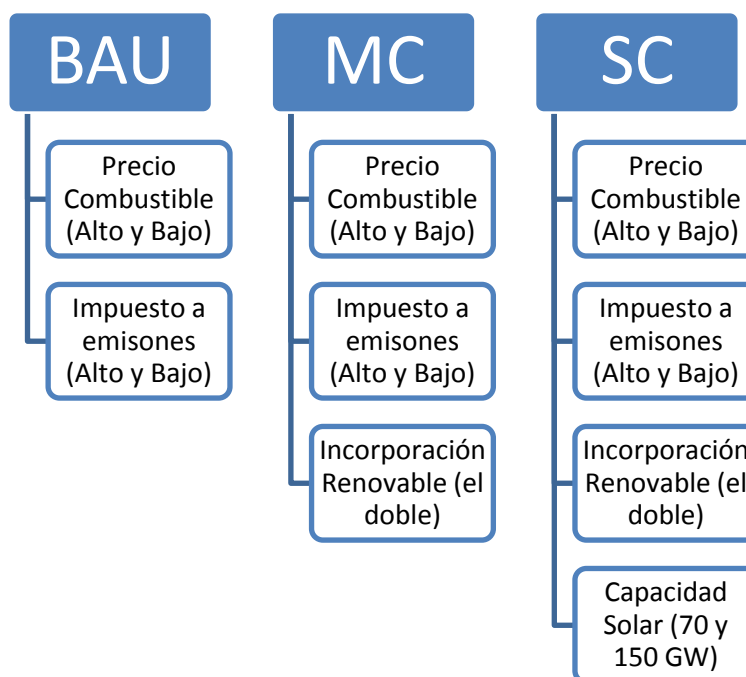 BAU
Precio
Combustible
(Alto y Bajo)
Impuesto a
emisones
(Alto y Bajo)
MC
Precio
Combustible
(Alto y Bajo)
Impuesto a
emisones
(Alto y Bajo)
Incorporación
Renovable (el
doble)
SC
Precio
Combustible
(Alto y Bajo)
Impuesto a
emisones
(Alto y Bajo)
Incorporación
Renovable (el
doble)
Capacidad
Solar (70 y
150 GW)